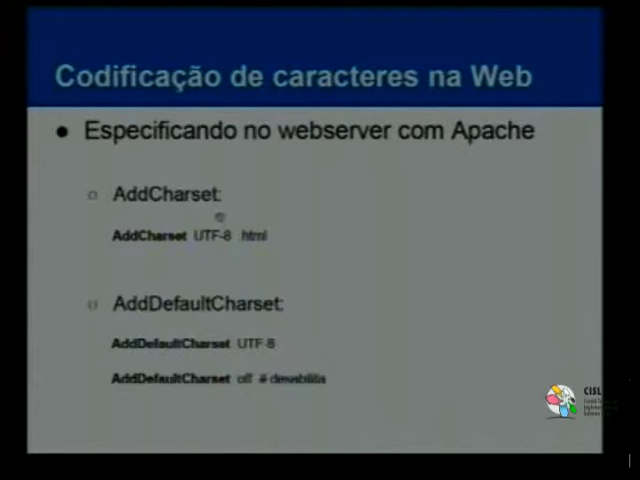 Codificação de caracteres na Web
● Especificando no webserver com Apache
○ AddCharset:
AddCharset UTF-8 .html
○ AddDefaultCharset:
AddDefaultCharset UTF-8
AddDefaultCharset off # desabilita
CISL